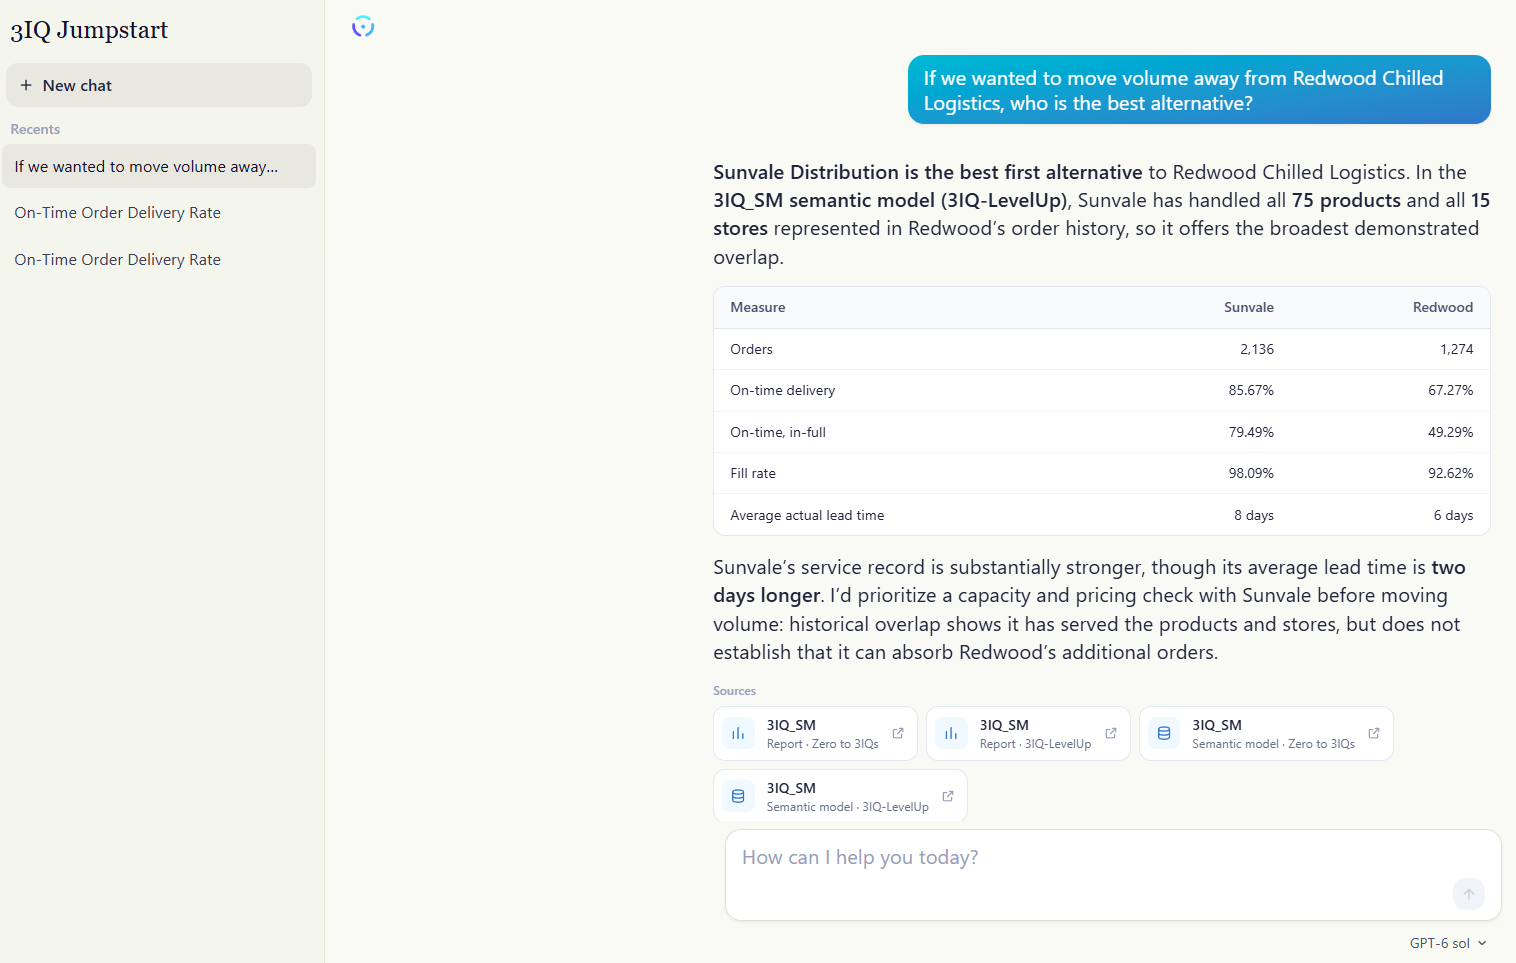 3IQ Jumpstart
+ New chat
Recents
If we wanted to move volume away...
On-Time Order Delivery Rate
On-Time Order Delivery Rate
If we wanted to move volume away from Redwood Chilled
Logistics, who is the best alternative?
Sunvale Distribution is the best first alternative to Redwood Chilled Logistics. In the
3IQ_SM semantic model (3IQ-LevelUp), Sunvale has handled all 75 products and all 15
stores represented in Redwood’s order history, so it offers the broadest demonstrated
overlap.
Measure Sunvale Redwood
Orders 2,136 1,274
On-time delivery 85.67% 67.27%
On-time, in-full 79.49% 49.29%
Fill rate 98.09% 92.62%
Average actual lead time 8 days 6 days
Sunvale’s service record is substantially stronger, though its average lead time is two
days longer. I’d prioritize a capacity and pricing check with Sunvale before moving
volume: historical overlap shows it has served the products and stores, but does not
establish that it can absorb Redwood’s additional orders.
Sources
3IQ_SM
Report · Zero to 3IQs
3IQ_SM
Report · 3IQ-LevelUp
3IQ_SM
Semantic model · Zero to 3IQs
3IQ_SM
Semantic model · 3IQ-LevelUp
How can I help you today?
GPT-6 sol